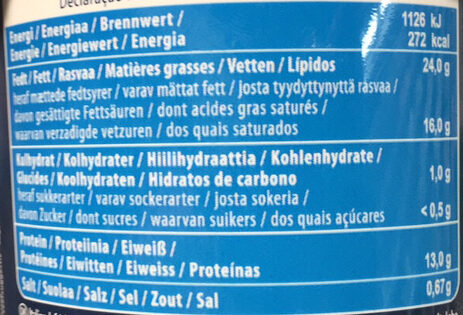 Energi / Energiaa / Brennwert / 1126 kJ
Energie / Energiewert / Energia 272 kcal
Fedt / Fett / Rasvaa / Matières grasses / Vetten / Lípidos 24,0 g
heraf mættede fedtsyrer / varav mättat fett / josta tyydyttynyttä rasvaa /
davon gesättigte Fettsäuren / dont acides gras saturés /
waarvan verzadigde vetzuren / dos quais saturados 16,0 g
Kulhydrat / Kolhydrater / Hiilihydraattia / Kohlenhydrate /
Glucides / Koolhydraten / Hidratos de carbono 1,0 g
heraf sukkerarter / varav sockerarter / josta sokeria /
davon Zucker / dont sucres / waarvan suikers / dos quais açúcares < 0,5 g
Protein / Proteiinia / Eiweiß /
Protéines / Eiwitten / Eiweiss / Proteínas 13,0 g
Salt / Suolaa / Salz / Sel / Zout / Sal 0,67 g